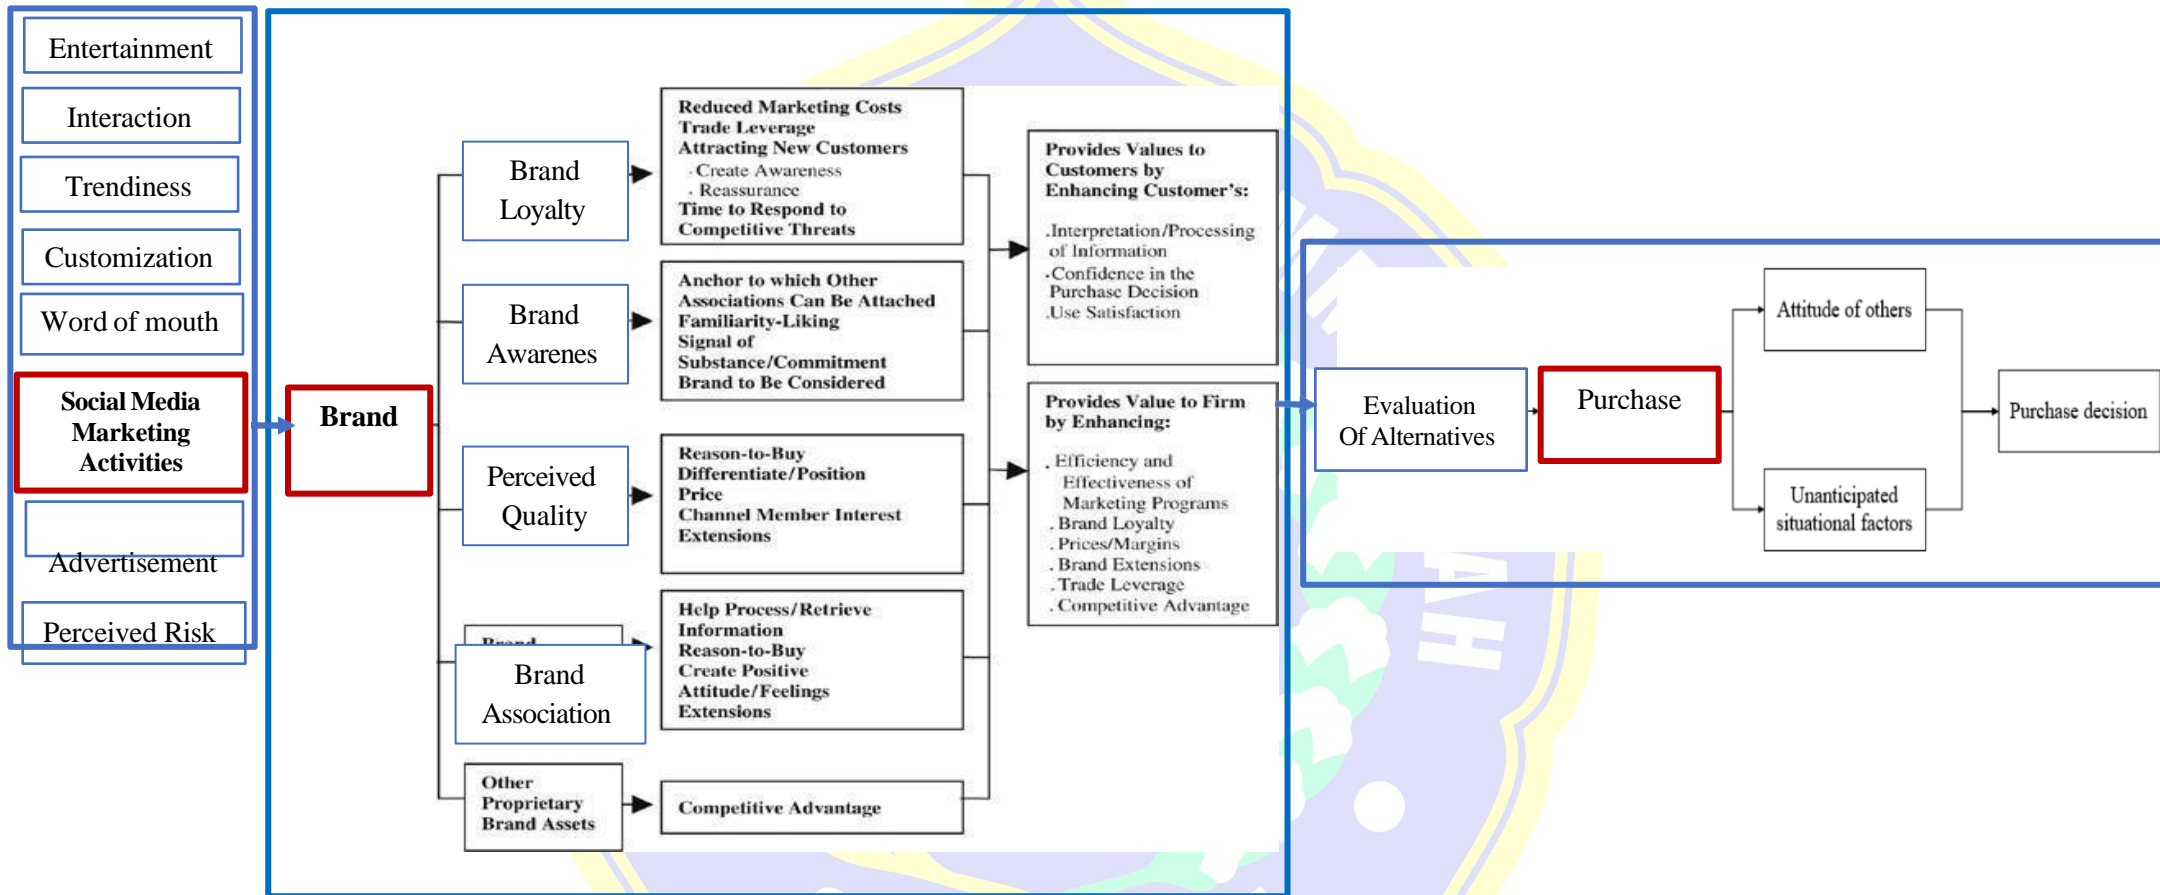 Entertainment
Interaction
Trendiness
Customization
Word of mouth
Social Media
Marketing
Activities
Advertisement
Perceived Risk
Brand
Brand
Loyalty
Brand
Awarenes
Perceived
Quality
Brand
Brand
Association
Other
Proprietary
Brand Assets
Reduced Marketing Costs
Trade Leverage
Attracting New Customers
· Create Awareness
. Reassurance
Time to Respond to
Competitive Threats
Anchor to which Other
Associations Can Be Attached
Familiarity-Liking
Signal of
Substance/Commitment
Brand to Be Considered
Reason-to-Buy
Differentiate/Position
Price
Channel Member Interest
Extensions
Help Process/Retrieve
Information
Reason-to-Buy
Create Positive
Attitude/Feelings
Extensions
Competitive Advantage
Provides Values to
Customers by
Enhancing Customer's:
.Interpretation/Processing
of Information
.Confidence in the
Purchase Decision
.Use Satisfaction
Provides Value to Firm
by Enhancing:
. Efficiency and
Effectiveness of
Marketing Programs
. Brand Loyalty
. Prices/Margins
. Brand Extensions
. Trade Leverage
. Competitive Advantage
Evaluation
Of Alternatives
Purchase
Attitude of others
Unanticipated
situational factors
Purchase decision
AH